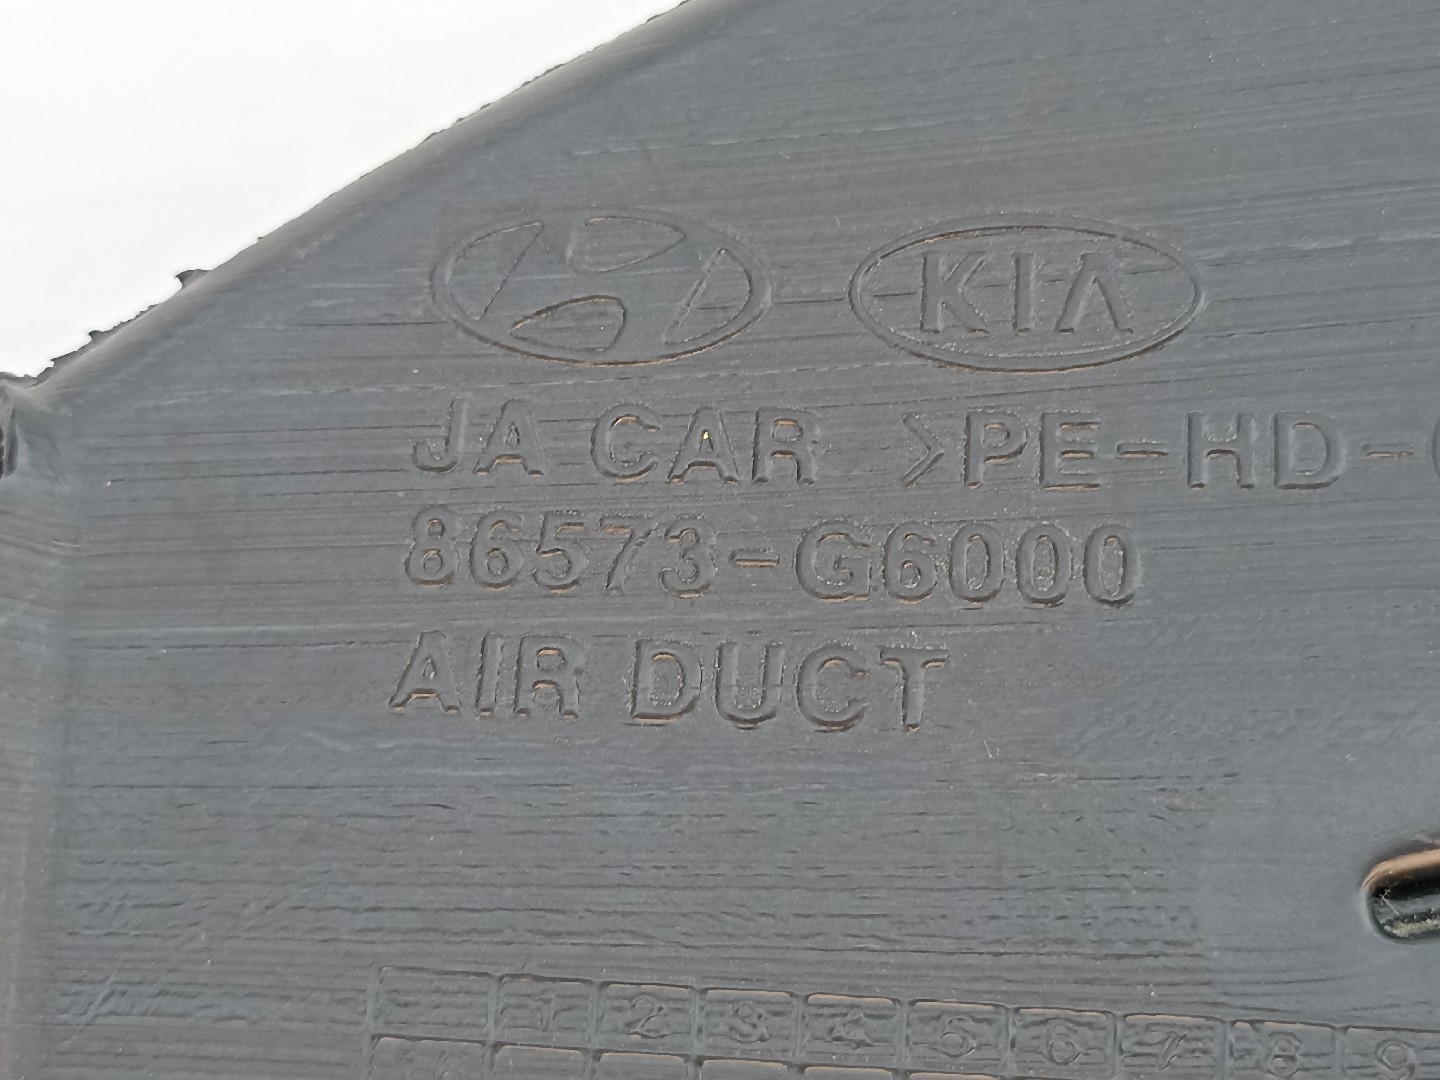 KIA
JA CAR >PE-HD-
86573-G6000
AIR DUCT
1 2 3 4 5 6 7 8 9